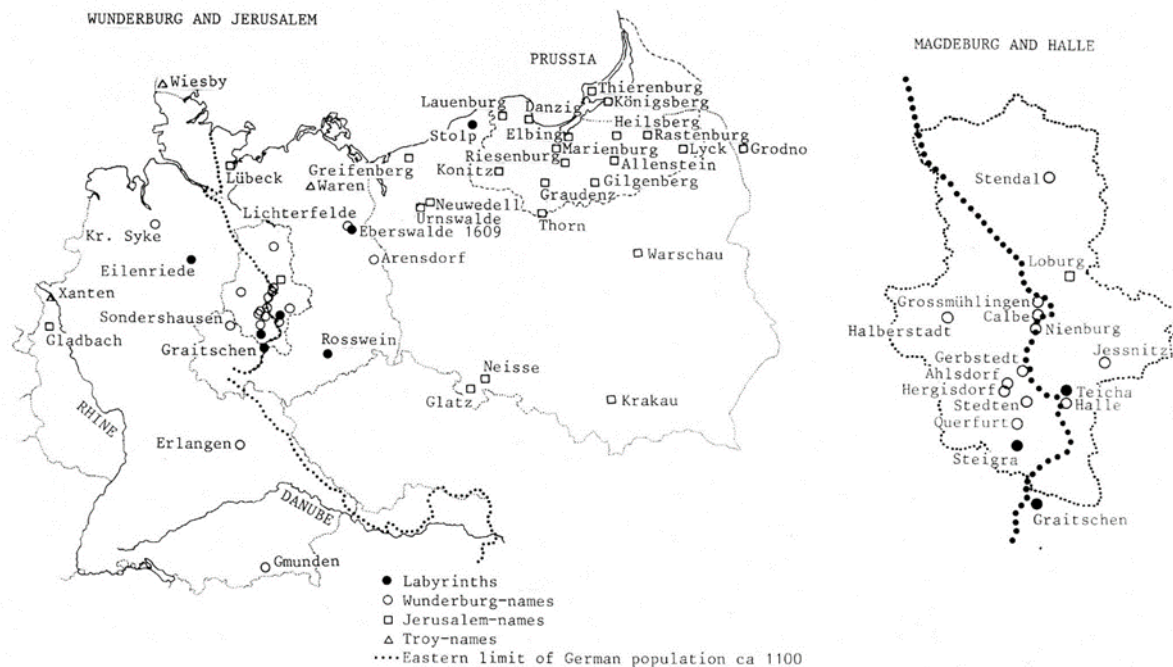 WUNDERBURG AND JERUSALEM
MAGDEBURG AND HALLE
PRUSSIA
Wiesby
Thierenburg
Lauenburg
Danzig
Königsberg
Stolp
Elbing
Heilsberg
Rastenburg
Riesenburg
Marienburg
Lyck
Grodno
Lübeck
Greifenberg
Konitz
Allenstein
Waren
Graudenz
Gilgenberg
Neuwedell
Lichterfelde
Urnswalde
Thorn
Kr. Syke
Eberswalde 1609
Eilenriede
Arensdorf
Warschau
Xanten
Sondershausen
Gladbach
Graitschen
Rosswein
Neisse
Glatz
Krakau
RHINE
Erlangen
DANUBE
Gmunden
Labyrinths
Wunderburg-names
Jerusalem-names
Troy-names
Eastern limit of German population ca 1100
Stendal
Loburg
Grossmühlingen
Calbe
Halberstadt
Nienburg
Jessnitz
Gerbstedt
Ahlsdorf
Hergisdorf
Teicha
Stedten
Halle
Querfurt
Steigra
Graitschen